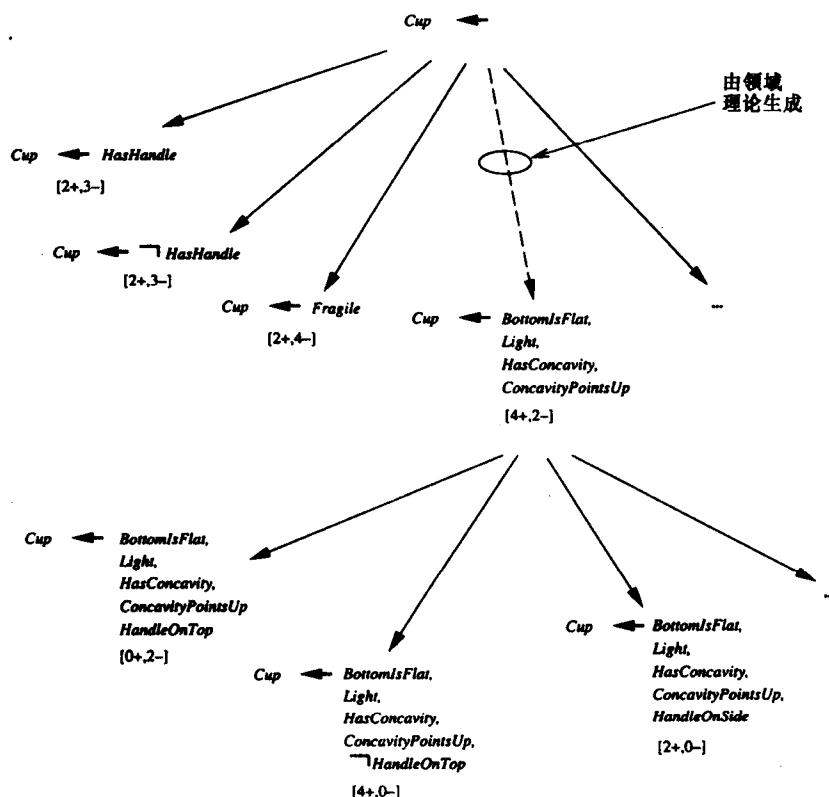 Cup ←
由领域
理论生成
Cup ← HasHandle
[2+,3–]
Cup ← ¬ HasHandle
[2+,3–]
Cup ← Fragile
[2+,4–]
Cup ← BottomIsFlat,
Light,
HasConcavity,
ConcavityPointsUp
[4+,2–]
...
Cup ← BottomIsFlat,
Light,
HasConcavity,
ConcavityPointsUp
HandleOnTop
[0+,2–]
Cup ← BottomIsFlat,
Light,
HasConcavity,
ConcavityPointsUp,
¬HandleOnTop
[4+,0–]
Cup ← BottomIsFlat,
Light,
HasConcavity,
ConcavityPointsUp,
HandleOnSide
[2+,0–]
...